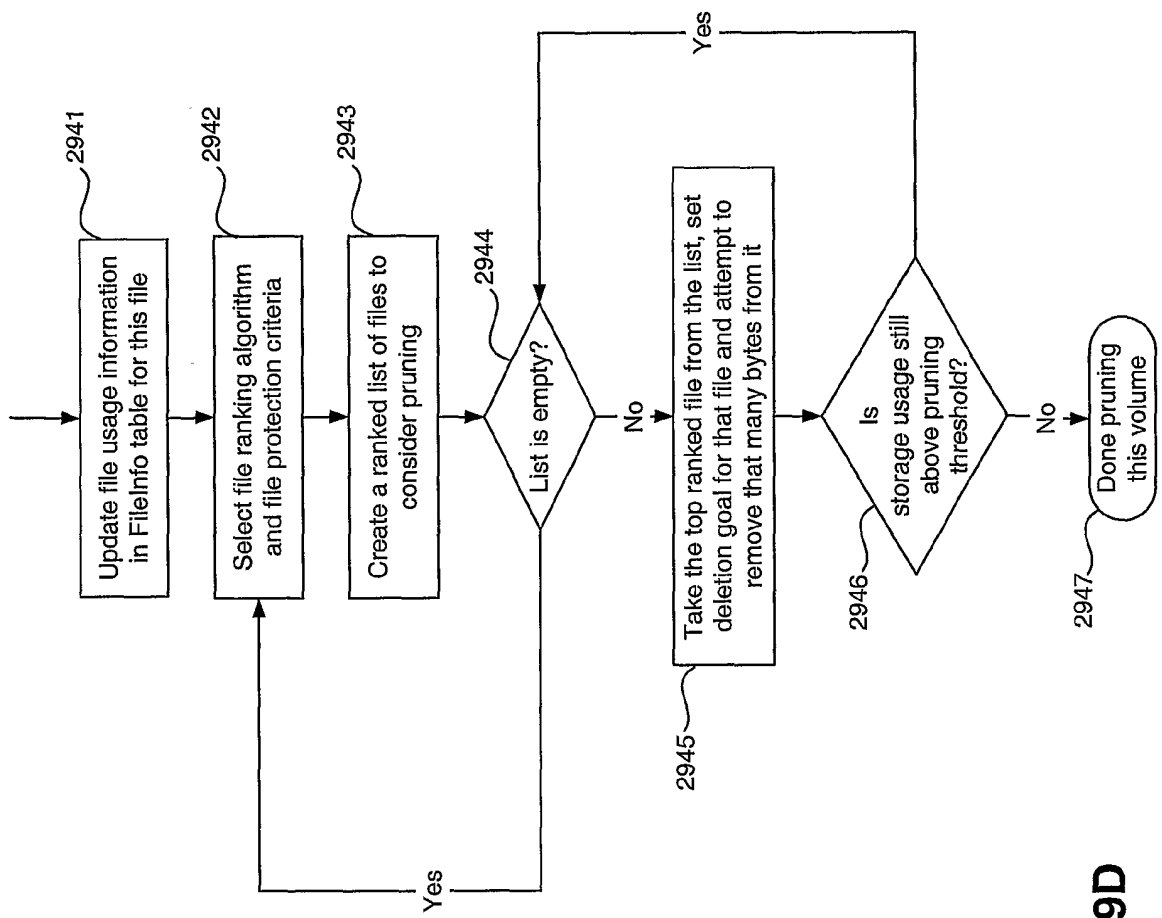 2941
Update file usage information
in FileInfo table for this file
2942
Select file ranking algorithm
and file protection criteria
2943
Create a ranked list of files to
consider pruning
2944
List is empty?
Yes
No
2945
Take the top ranked file from the list, set
deletion goal for that file and attempt to
remove that many bytes from it
2946
Is
storage usage still
above pruning
threshold?
Yes
No
2947
Done pruning
this volume
9D